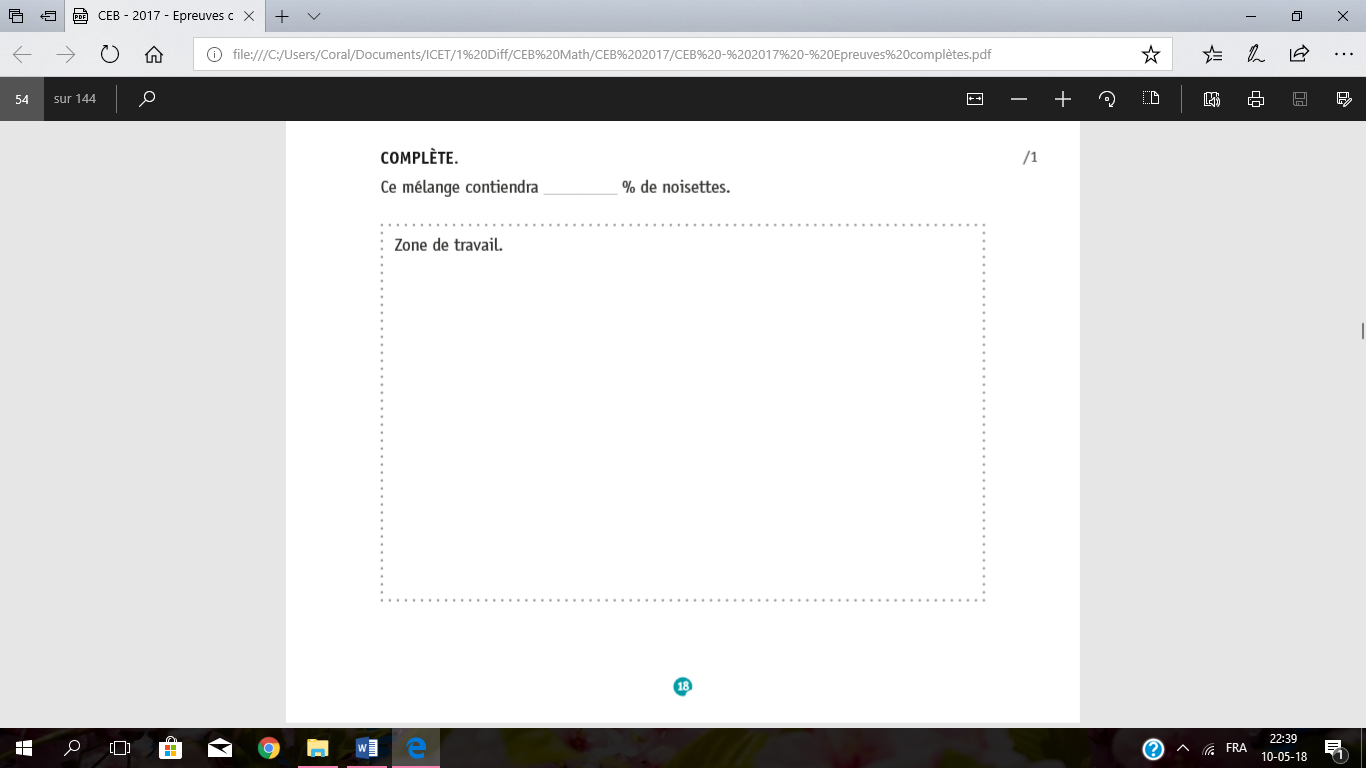 CEB - 2017 - Epreuves c
file:///C:/Users/Coral/Documents/ICET/1%20Diff/CEB%20Math/CEB%202017/CEB%20-%202017%20-%20Epreuves%20complètes.pdf
54 sur 144
COMPLÈTE. /1
Ce mélange contiendra ________ % de noisettes.
Zone de travail.
18
FRA
22:39
10-05-18
1